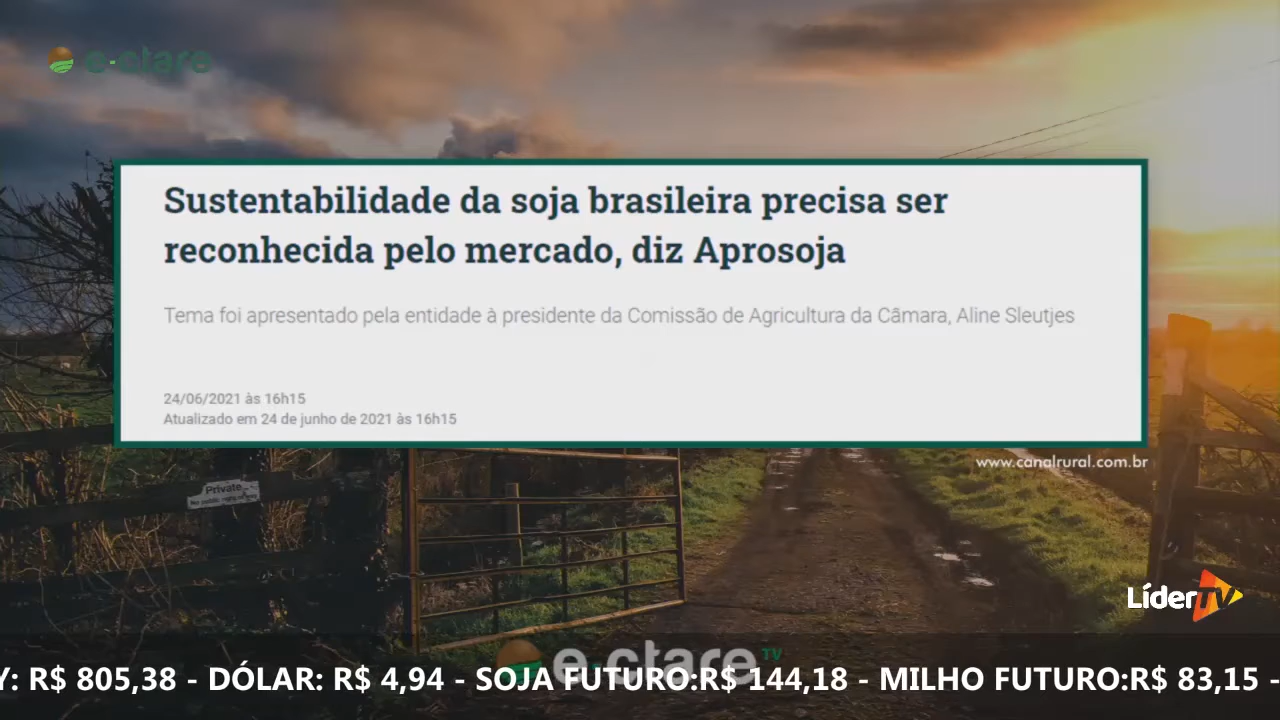 e-ctare
Sustentabilidade da soja brasileira precisa ser
reconhecida pelo mercado, diz Aprosoja
Tema foi apresentado pela entidade à presidente da Comissão de Agricultura da Câmara, Aline Sleutjes
24/06/2021 às 16h15
Atualizado em 24 de junho de 2021 às 16h15
www.canalrural.com.br
Private
LíderTV
e-ctare TV
Y: R$ 805,38 - DÓLAR: R$ 4,94 - SOJA FUTURO:R$ 144,18 - MILHO FUTURO:R$ 83,15 -